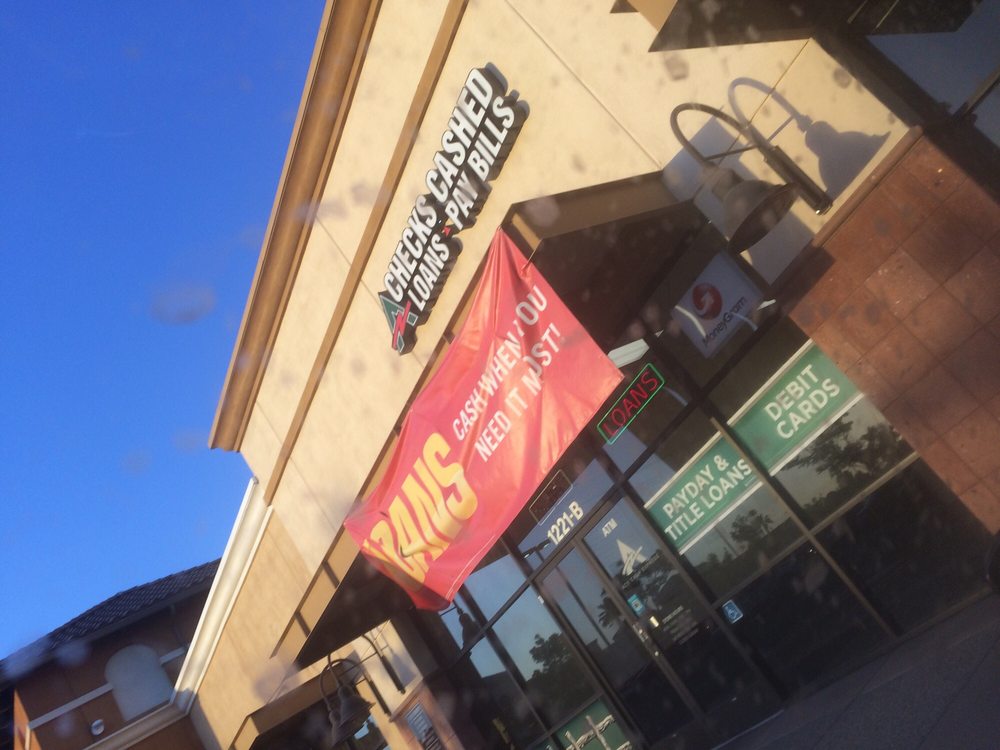 CHECKS CASHED
LOANS PAY BILLS
LOANS
CASH WHEN YOU
NEED IT MOST!
MoneyGram
LOANS
DEBIT
CARDS
PAYDAY &
TITLE LOANS
1221-B
ATM